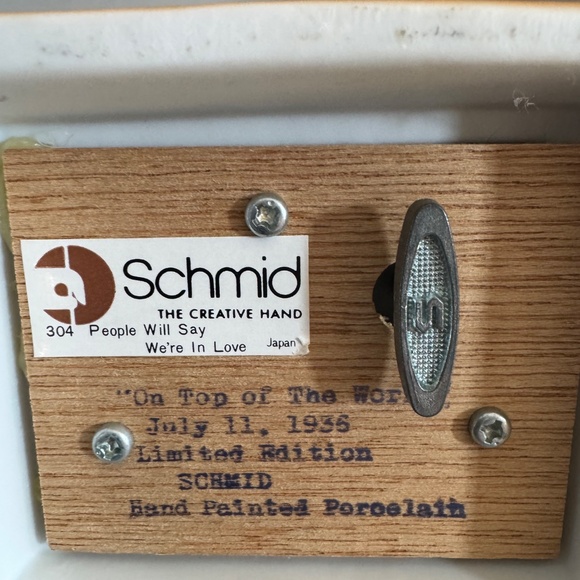 Schmid
THE CREATIVE HAND
304 People Will Say
We're In Love Japan
"On Top of The Wor
July 11, 1936
Limited Edition
SCHMID
Hand Painted Porcelain
S